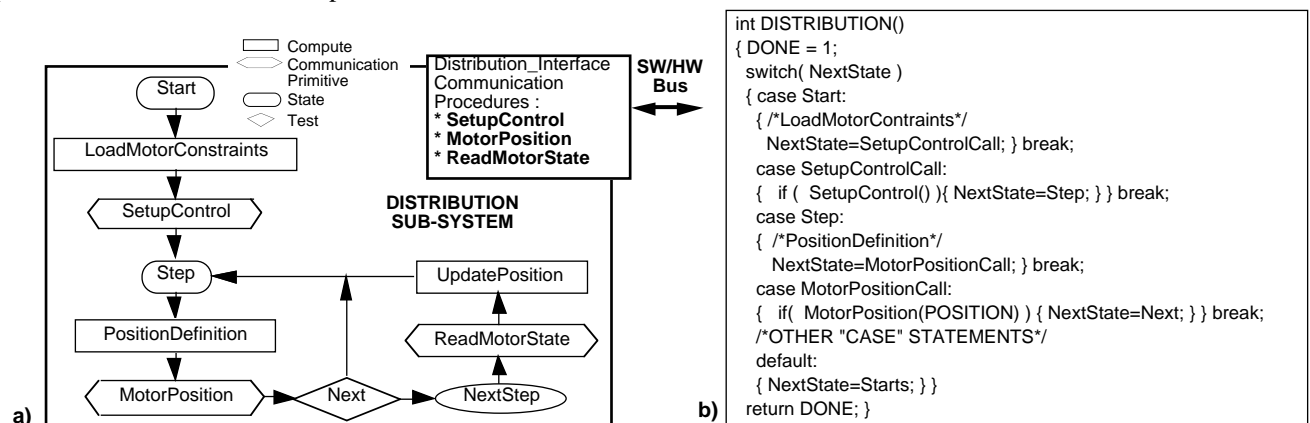 Compute
Communication
Primitive
State
Test
Start
LoadMotorConstraints
SetupControl
Step
PositionDefinition
MotorPosition
Next
NextStep
ReadMotorState
UpdatePosition
DISTRIBUTION
SUB-SYSTEM
Distribution_Interface
Communication
Procedures :
* SetupControl
* MotorPosition
* ReadMotorState
SW/HW
Bus
a)
int DISTRIBUTION()
{ DONE = 1;
switch( NextState )
{ case Start:
{ /*LoadMotorContraints*/
NextState=SetupControlCall; } break;
case SetupControlCall:
{ if ( SetupControl() ){ NextState=Step; } } break;
case Step:
{ /*PositionDefinition*/
NextState=MotorPositionCall; } break;
case MotorPositionCall:
{ if( MotorPosition(POSITION) ) { NextState=Next; } } break;
/*OTHER "CASE" STATEMENTS*/
default:
{ NextState=Starts; } }
return DONE; }
b)